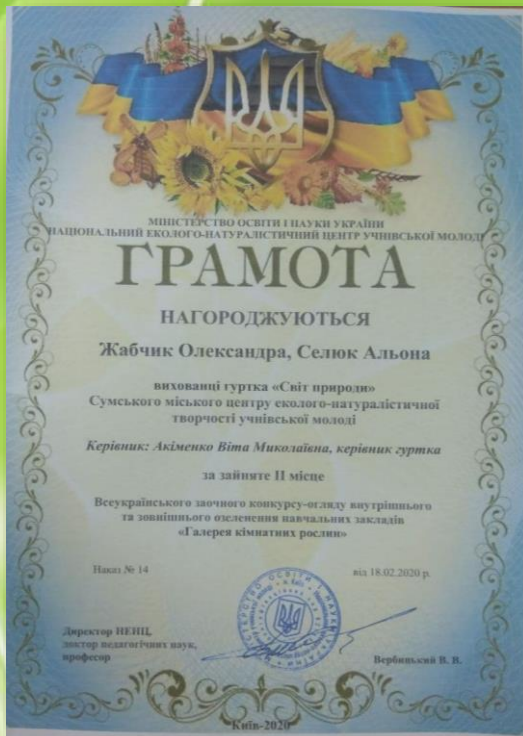 МІНІСТЕРСТВО ОСВІТИ І НАУКИ УКРАЇНИ
НАЦІОНАЛЬНИЙ ЕКОЛОГО-НАТУРАЛІСТИЧНИЙ ЦЕНТР УЧНІВСЬКОЇ МОЛОДІ
ГРАМОТА
НАГОРОДЖУЮТЬСЯ
Жабчик Олександра, Селюк Альона
вихованці гуртка «Світ природи»
Сумського міського центру еколого-натуралістичної
творчості учнівської молоді
Керівник: Акіменко Віта Миколаївна, керівник гуртка
за зайняте ІІ місце
Всеукраїнського заочного конкурсу-огляду внутрішнього
та зовнішнього озеленення навчальних закладів
«Галерея кімнатних рослин»
Наказ № 14 від 18.02.2020 р.
Директор НЕНЦ,
доктор педагогічних наук,
професор Вербицький В. В.
Київ-2020